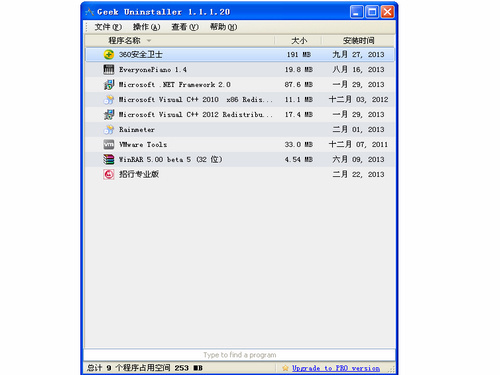 Geek Uninstaller 1.1.1.20
文件(F) 操作(A) 查看(V) 帮助(H)
程序名称 大小 安装时间
360安全卫士 191 MB 九月 27, 2013
EveryonePiano 1.4 19.8 MB 八月 16, 2013
Microsoft .NET Framework 2.0 87.6 MB 一月 29, 2013
Microsoft Visual C++ 2010 x86 Redis... 11.1 MB 十二月 03, 2012
Microsoft Visual C++ 2012 Redistribu... 17.4 MB 一月 29, 2013
Rainmeter 二月 01, 2013
VMware Tools 33.0 MB 十二月 07, 2011
WinRAR 5.00 beta 5 (32 位) 4.54 MB 六月 09, 2013
招行专业版 二月 22, 2013
Type to find a program
总计 9 个程序占用空间 253 MB Upgrade to PRO version